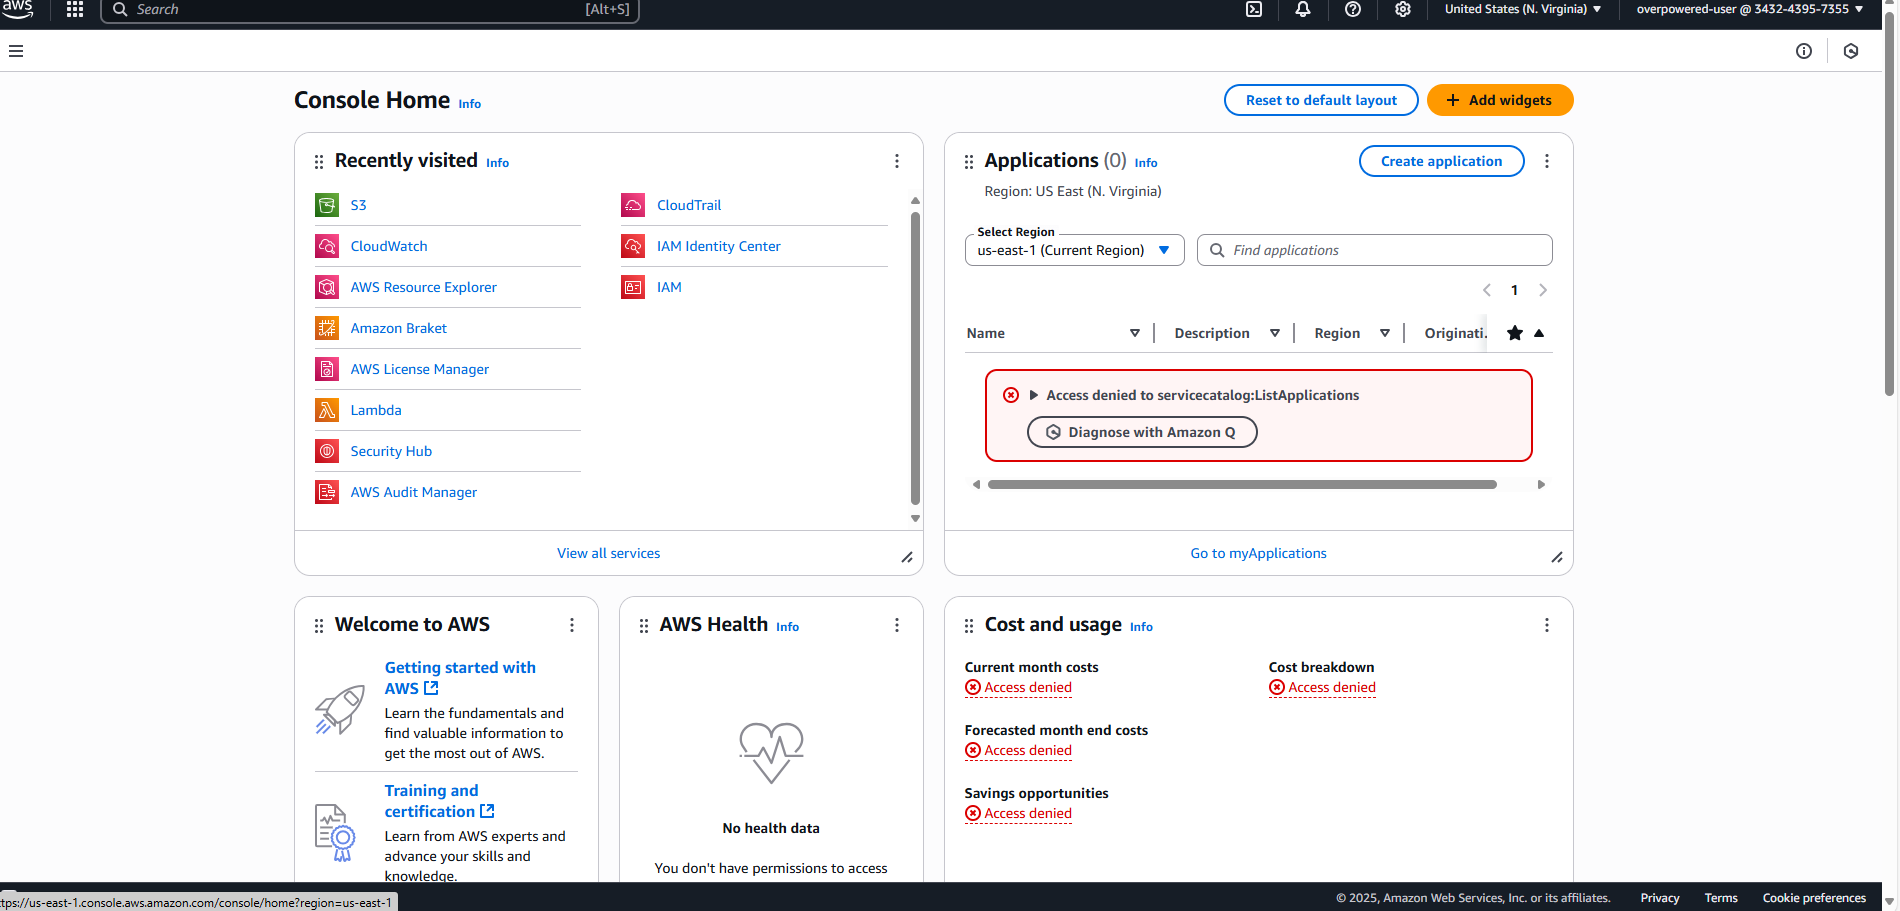 aws
Search
[Alt+S]
United States (N. Virginia)
overpowered-user @ 3432-4395-7355
Console Home
Info
Reset to default layout
Add widgets
Recently visited
Info
S3
CloudWatch
AWS Resource Explorer
Amazon Braket
AWS License Manager
Lambda
Security Hub
AWS Audit Manager
CloudTrail
IAM Identity Center
IAM
View all services
Applications (0)
Info
Create application
Region: US East (N. Virginia)
Select Region
us-east-1 (Current Region)
Find applications
1
Name
Description
Region
Originati.
Access denied to servicecatalog:ListApplications
Diagnose with Amazon Q
Go to myApplications
Welcome to AWS
Getting started with
AWS
Learn the fundamentals and
find valuable information to
get the most out of AWS.
Training and
certification
Learn from AWS experts and
advance your skills and
knowledge.
AWS Health
Info
No health data
You don't have permissions to access
Cost and usage
Info
Current month costs
Access denied
Forecasted month end costs
Access denied
Savings opportunities
Access denied
Cost breakdown
Access denied
ttps://us-east-1.console.aws.amazon.com/console/home?region=us-east-1
© 2025, Amazon Web Services, Inc. or its affiliates.
Privacy
Terms
Cookie preferences